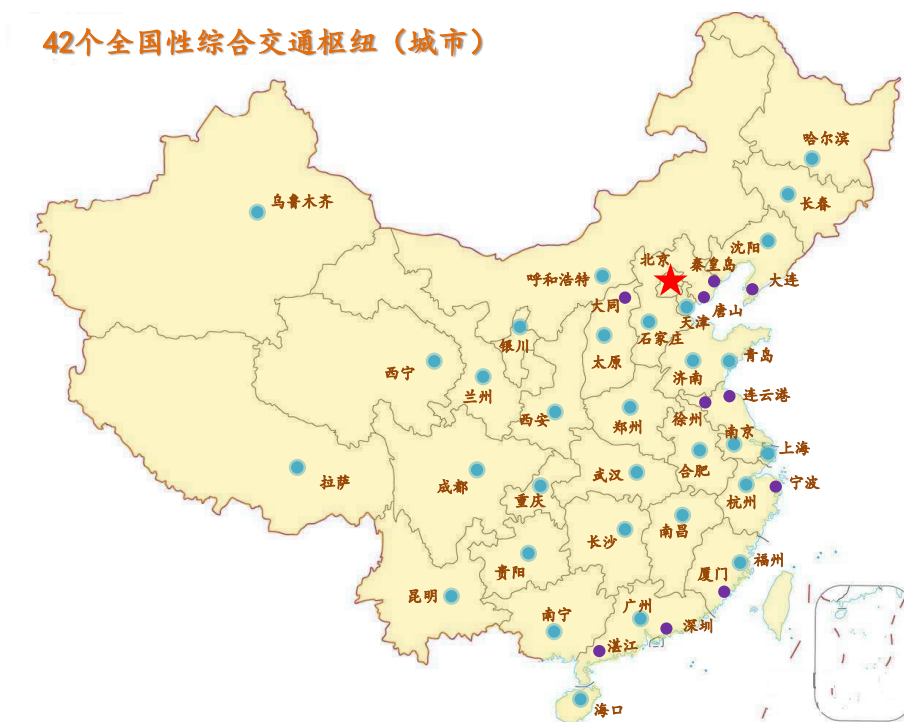 42个全国性综合交通枢纽（城市）
哈尔滨
乌鲁木齐
长春
沈阳
北京
秦皇岛
呼和浩特
大连
大同
唐山
天津
石家庄
银川
太原
青岛
西宁
济南
兰州
连云港
西安
徐州
郑州
南京
上海
合肥
武汉
拉萨
成都
宁波
重庆
杭州
南昌
长沙
福州
贵阳
厦门
昆明
广州
南宁
深圳
湛江
海口